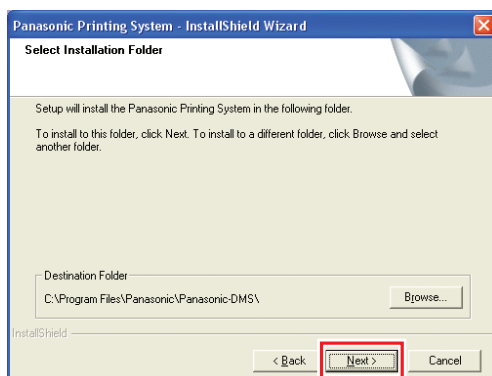 Panasonic Printing System - InstallShield Wizard
Select Installation Folder
Setup will install the Panasonic Printing System in the following folder.
To install to this folder, click Next. To install to a different folder, click Browse and select
another folder.
Destination Folder
C:\Program Files\Panasonic\Panasonic-DMS\
Browse...
InstallShield
< Back
Next >
Cancel